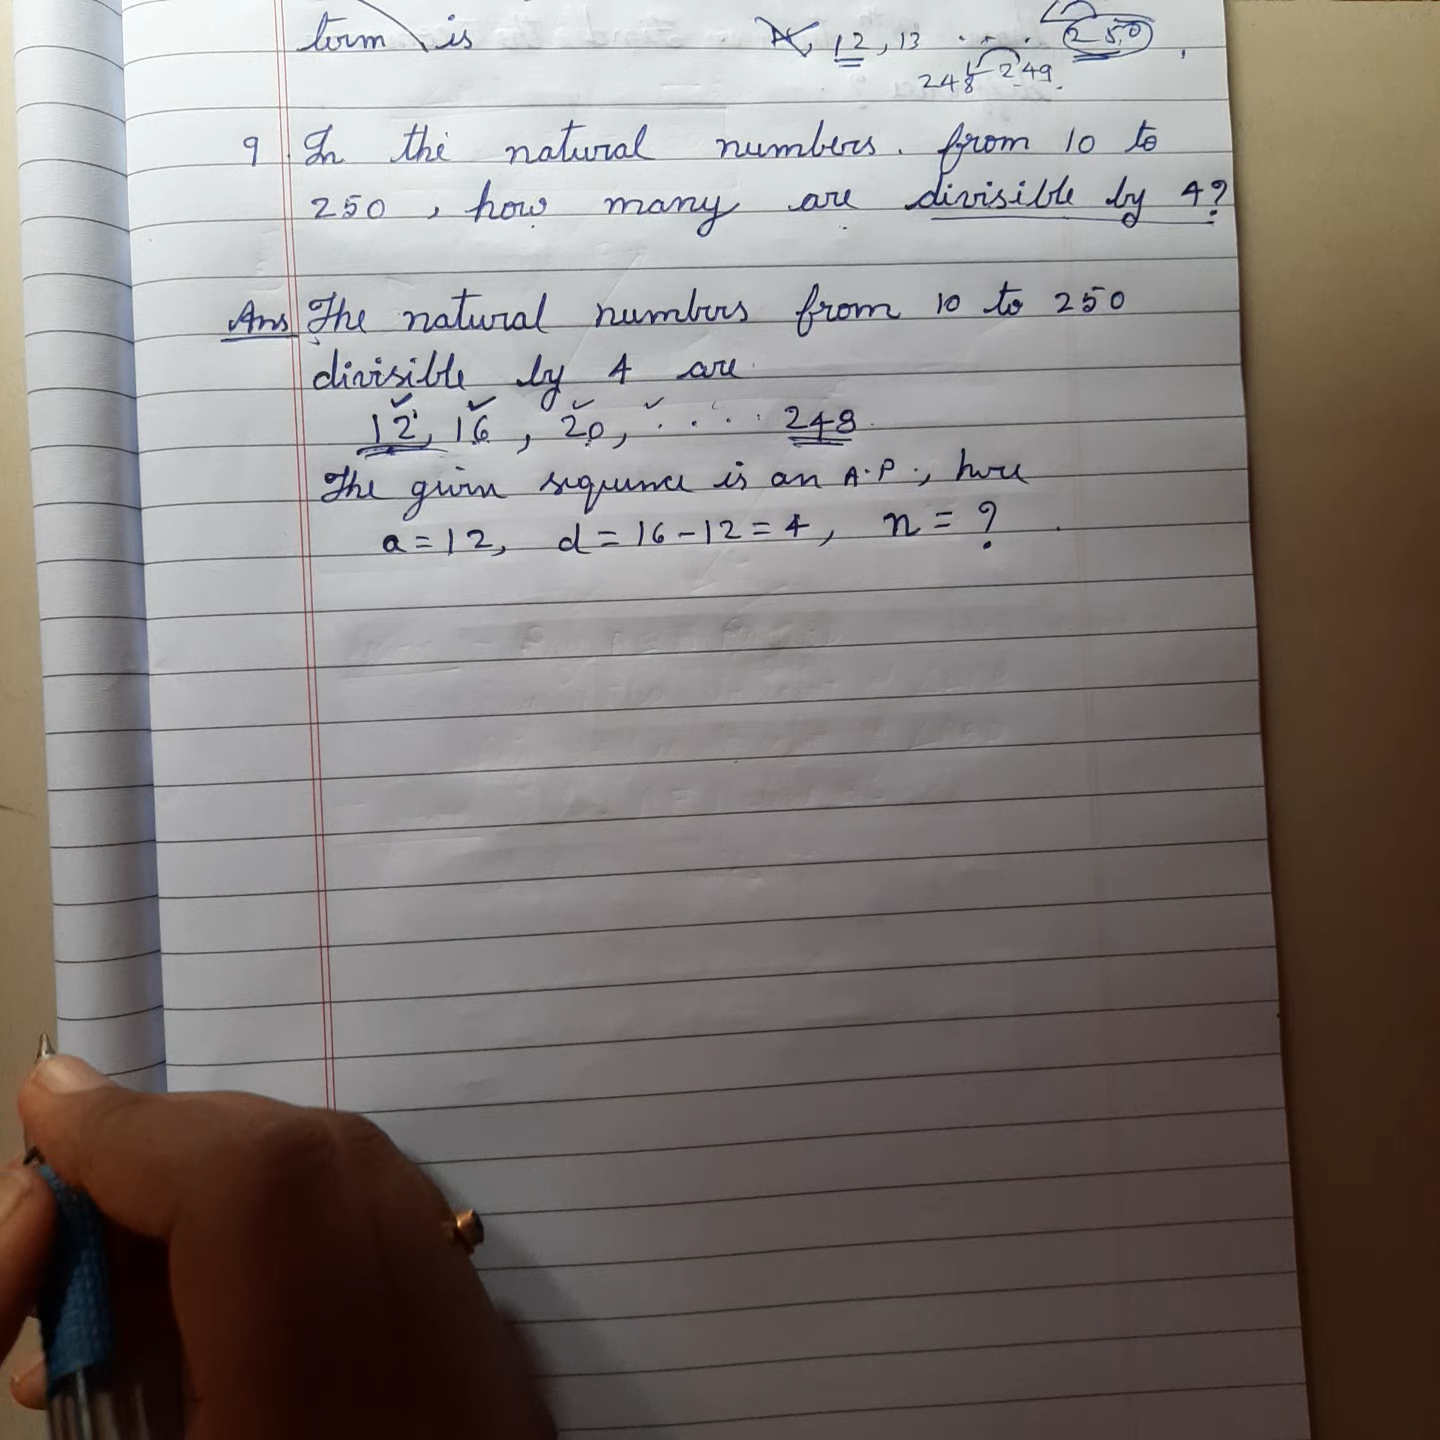 term is 12, 13 . . . 250,
248 249.
9 In the natural numbers. from 10 to
250, how many are divisible by 4?
Ans The natural numbers from 10 to 250
divisible by 4 are
12, 16, 20, . . . . 248.
The given sequence is an A.P., here
a = 12, d = 16 - 12 = 4, n = ?